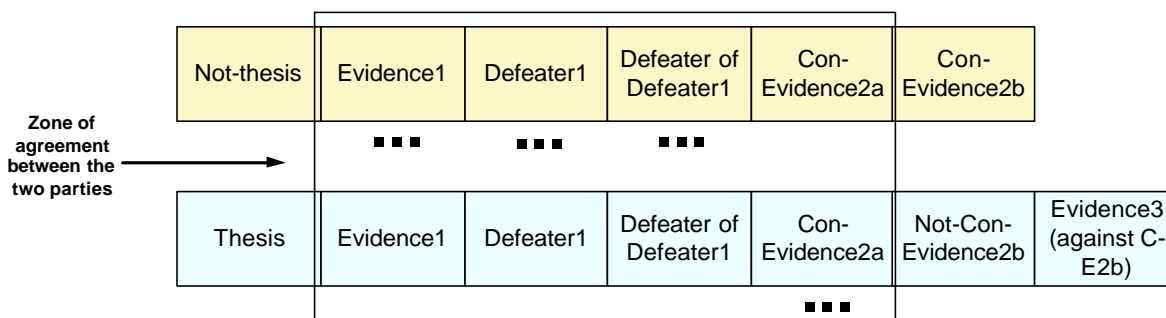 Not-thesis
Evidence1
Defeater1
Defeater of
Defeater1
Con-
Evidence2a
Con-
Evidence2b
Zone of
agreement
between the
two parties
Thesis
Evidence1
Defeater1
Defeater of
Defeater1
Con-
Evidence2a
Not-Con-
Evidence2b
Evidence3
(against C-
E2b)